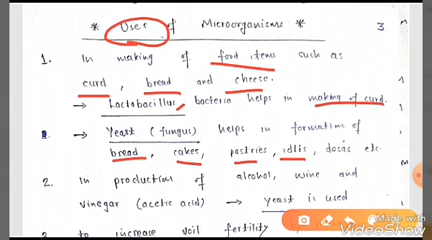 * Uses of Microorganisms * 3
1. In making of food items such as
curd, bread and cheese.
→ Lactobacillus, bacteria helps in making of curd.
→ Yeast (fungus) helps in formation of
bread, cakes, pastries, idlis, dosas etc.
2. In production of alcohol, wine and
vinegar (acetic acid) → yeast is used
3 to increase soil fertility
Made with
VideoShow